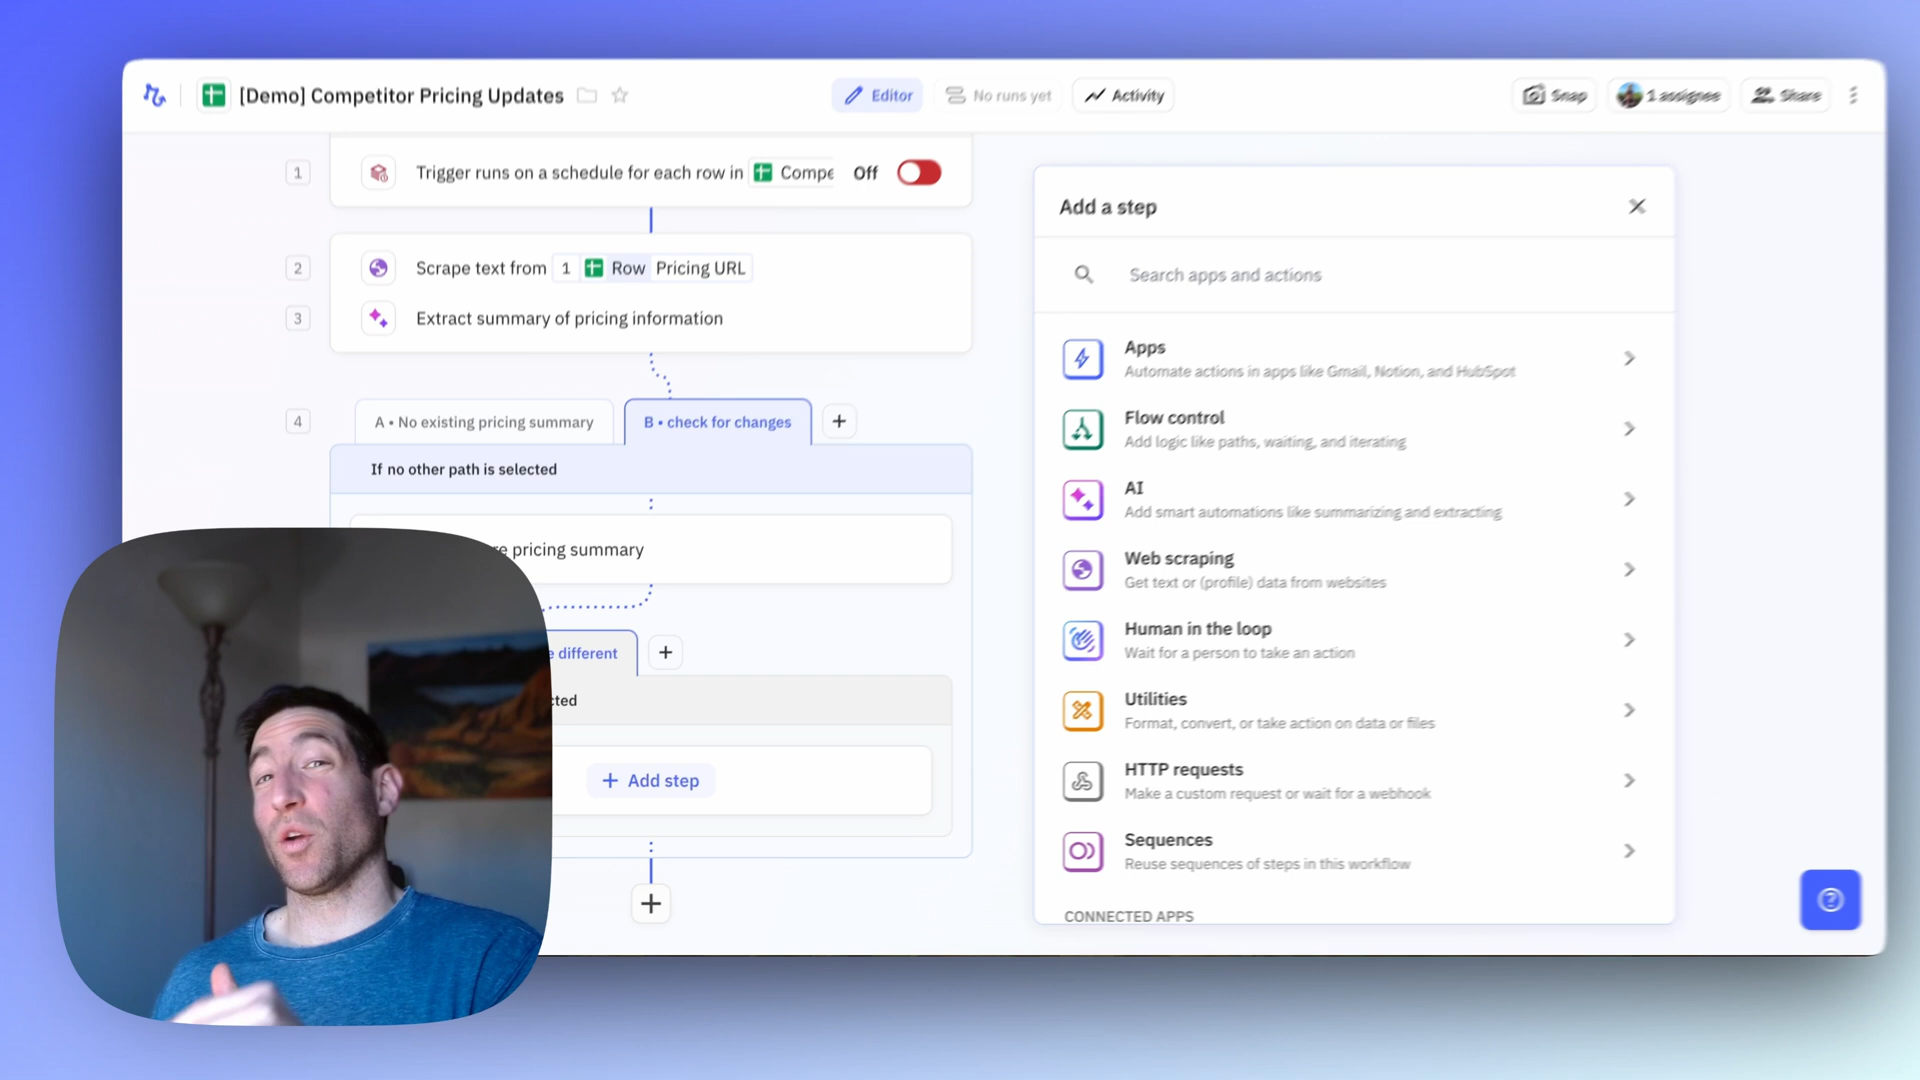 [Demo] Competitor Pricing Updates
Editor
No runs yet
Activity
Snap
1 assignee
Share
1
Trigger runs on a schedule for each row in Compe
Off
2
Scrape text from 1 Row Pricing URL
3
Extract summary of pricing information
4
A • No existing pricing summary
B • check for changes
+
If no other path is selected
e pricing summary
e different
+
cted
+ Add step
+
Add a step
Search apps and actions
Apps
Automate actions in apps like Gmail, Notion, and HubSpot
Flow control
Add logic like paths, waiting, and iterating
AI
Add smart automations like summarizing and extracting
Web scraping
Get text or (profile) data from websites
Human in the loop
Wait for a person to take an action
Utilities
Format, convert, or take action on data or files
HTTP requests
Make a custom request or wait for a webhook
Sequences
Reuse sequences of steps in this workflow
CONNECTED APPS